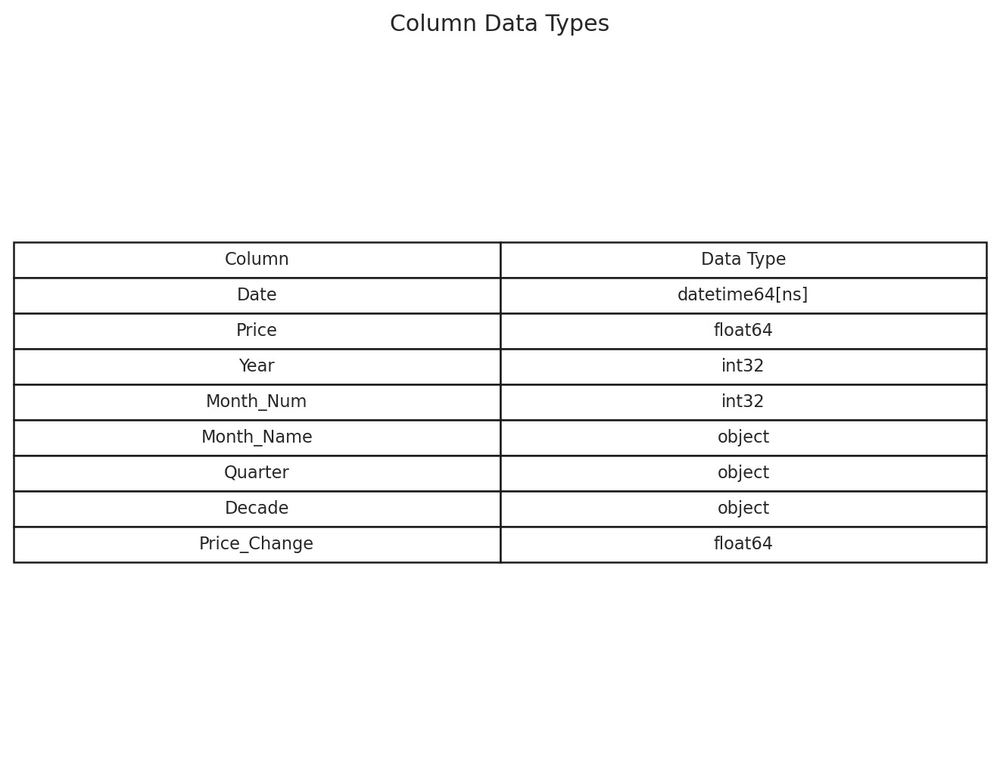 Column Data Types
Column Data Type
Date datetime64[ns]
Price float64
Year int32
Month_Num int32
Month_Name object
Quarter object
Decade object
Price_Change float64